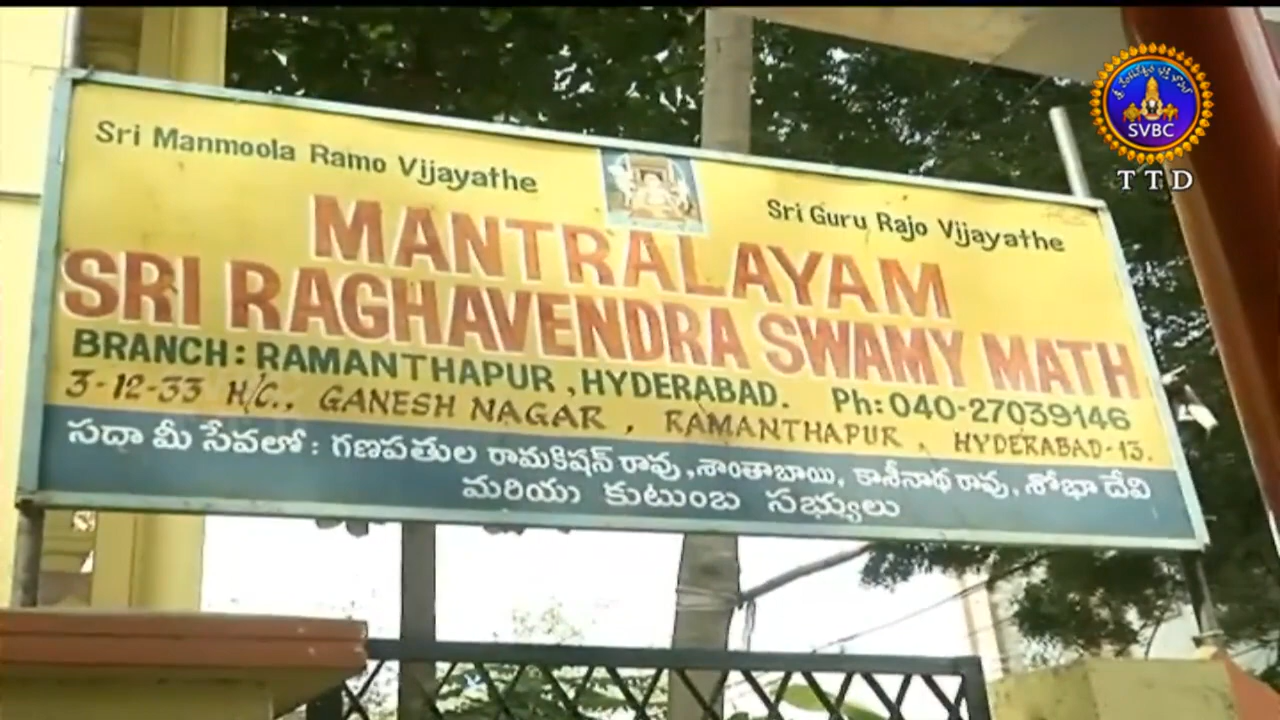 Sri Manmoola Ramo Vijayathe
Sri Guru Rajo Vijayathe
MANTRALAYAM
SRI RAGHAVENDRA SWAMY MATH
BRANCH: RAMANTHAPUR, HYDERABAD. Ph: 040-27039146
3-12-33 H/C., GANESH NAGAR, RAMANTHAPUR, HYDERABAD-13.
సదా మీ సేవలో : గణపతుల రామకిషన్ రావు, శాంతాబాయి, కాశీనాథ రావు, శోభా దేవి
మరియు కుటుంబ సభ్యులు
SVBC
TTD